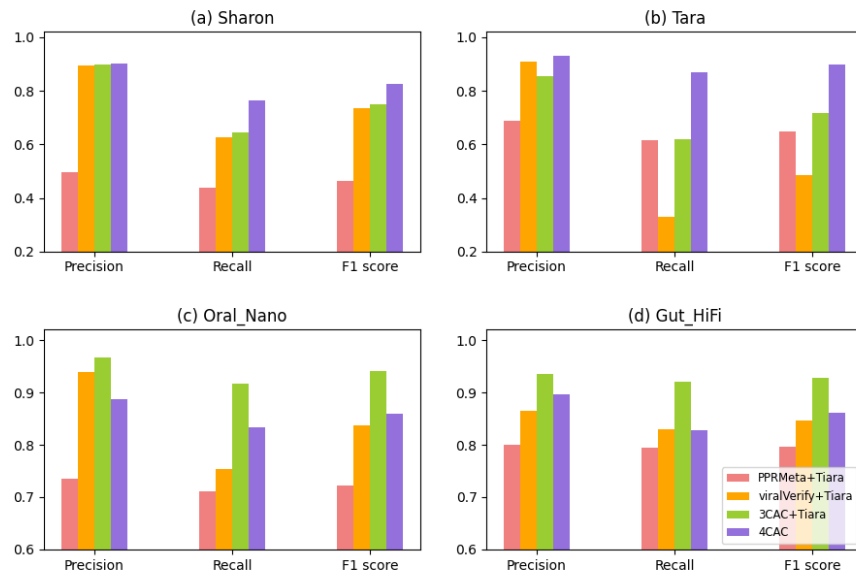 (a) Sharon
1.0
0.8
0.6
0.4
0.2
Precision
Recall
F1 score
(b) Tara
1.0
0.8
0.6
0.4
0.2
Precision
Recall
F1 score
(c) Oral_Nano
1.0
0.9
0.8
0.7
0.6
Precision
Recall
F1 score
(d) Gut_HiFi
1.0
0.9
0.8
0.7
0.6
PPRMeta+Tiara
viralVerify+Tiara
3CAC+Tiara
4CAC
Precision
Recall
F1 score